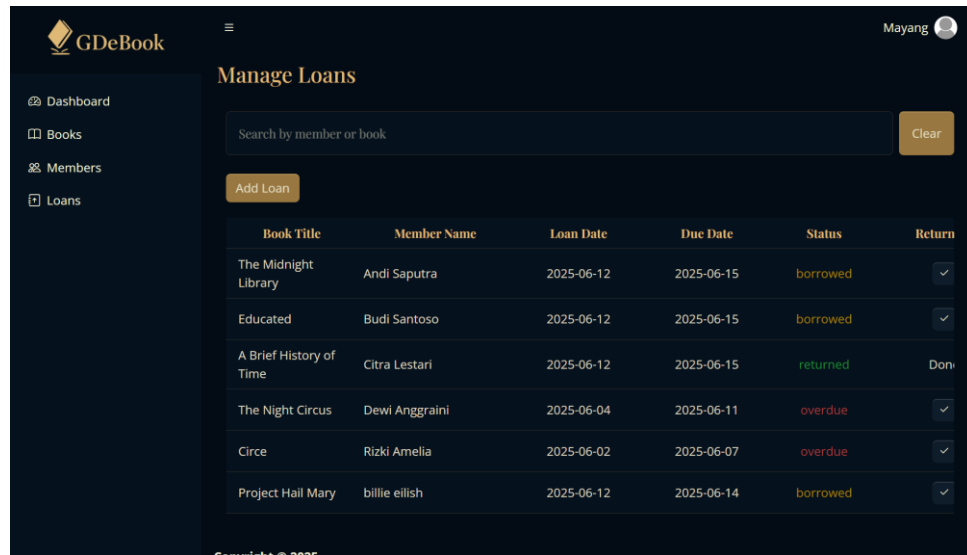 GDeBook
Mayang
Dashboard
Books
Members
Loans
Manage Loans
Search by member or book
Clear
Add Loan
Book Title Member Name Loan Date Due Date Status Return
The Midnight
Library
Andi Saputra 2025-06-12 2025-06-15 borrowed
Educated Budi Santoso 2025-06-12 2025-06-15 borrowed
A Brief History of
Time
Citra Lestari 2025-06-12 2025-06-15 returned Done
The Night Circus Dewi Anggraini 2025-06-04 2025-06-11 overdue
Circe Rizki Amelia 2025-06-02 2025-06-07 overdue
Project Hail Mary billie eilish 2025-06-12 2025-06-14 borrowed
Copyright © 2025